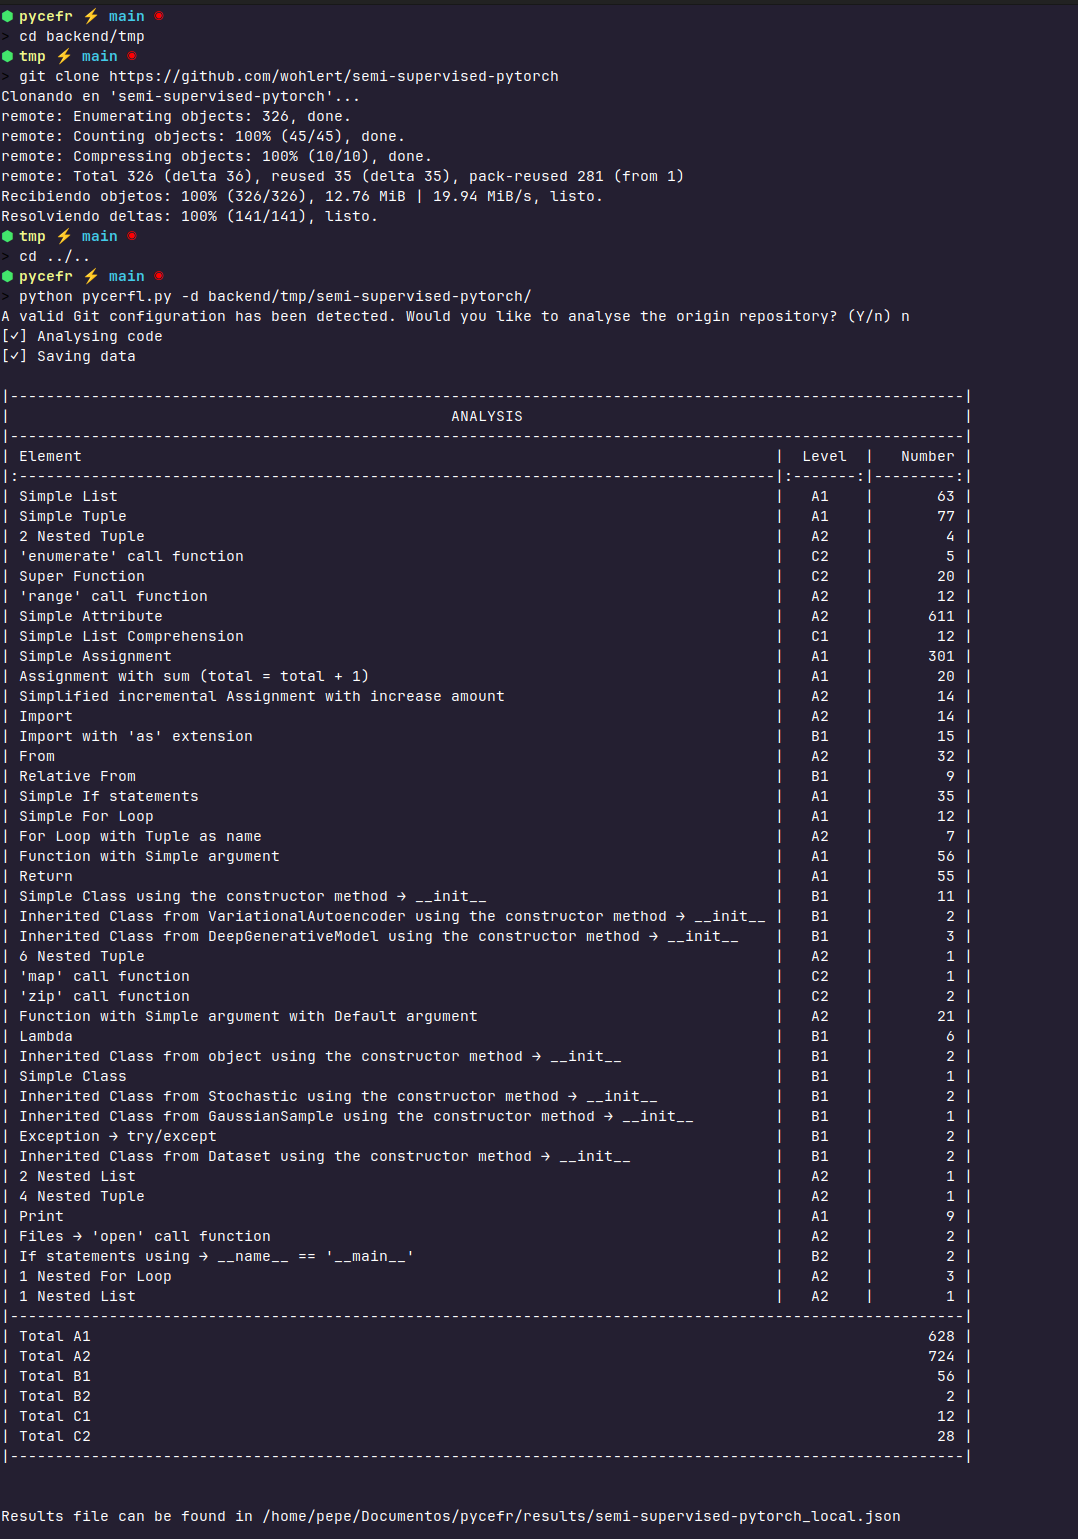 pycefr ⚡ main
> cd backend/tmp
tmp ⚡ main
> git clone https://github.com/wohlert/semi-supervised-pytorch
Clonando en 'semi-supervised-pytorch'...
remote: Enumerating objects: 326, done.
remote: Counting objects: 100% (45/45), done.
remote: Compressing objects: 100% (10/10), done.
remote: Total 326 (delta 36), reused 35 (delta 35), pack-reused 281 (from 1)
Recibiendo objetos: 100% (326/326), 12.76 MiB | 19.94 MiB/s, listo.
Resolviendo deltas: 100% (141/141), listo.
tmp ⚡ main
> cd ../..
pycefr ⚡ main
> python pycerfl.py -d backend/tmp/semi-supervised-pytorch/
A valid Git configuration has been detected. Would you like to analyse the origin repository? (Y/n) n
[✓] Analysing code
[✓] Saving data
ANALYSIS
| Element | Level | Number |
| Simple List | A1 | 63 |
| Simple Tuple | A1 | 77 |
| 2 Nested Tuple | A2 | 4 |
| 'enumerate' call function | C2 | 5 |
| Super Function | C2 | 20 |
| 'range' call function | A2 | 12 |
| Simple Attribute | A2 | 611 |
| Simple List Comprehension | C1 | 12 |
| Simple Assignment | A1 | 301 |
| Assignment with sum (total = total + 1) | A1 | 20 |
| Simplified incremental Assignment with increase amount | A2 | 14 |
| Import | A2 | 14 |
| Import with 'as' extension | B1 | 15 |
| From | A2 | 32 |
| Relative From | B1 | 9 |
| Simple If statements | A1 | 35 |
| Simple For Loop | A1 | 12 |
| For Loop with Tuple as name | A2 | 7 |
| Function with Simple argument | A1 | 56 |
| Return | A1 | 55 |
| Simple Class using the constructor method → __init__ | B1 | 11 |
| Inherited Class from VariationalAutoencoder using the constructor method → __init__ | B1 | 2 |
| Inherited Class from DeepGenerativeModel using the constructor method → __init__ | B1 | 3 |
| 6 Nested Tuple | A2 | 1 |
| 'map' call function | C2 | 1 |
| 'zip' call function | C2 | 2 |
| Function with Simple argument with Default argument | A2 | 21 |
| Lambda | B1 | 6 |
| Inherited Class from object using the constructor method → __init__ | B1 | 2 |
| Simple Class | B1 | 1 |
| Inherited Class from Stochastic using the constructor method → __init__ | B1 | 2 |
| Inherited Class from GaussianSample using the constructor method → __init__ | B1 | 1 |
| Exception → try/except | B1 | 2 |
| Inherited Class from Dataset using the constructor method → __init__ | B1 | 2 |
| 2 Nested List | A2 | 1 |
| 4 Nested Tuple | A2 | 1 |
| Print | A1 | 9 |
| Files → 'open' call function | A2 | 2 |
| If statements using → __name__ == '__main__' | B2 | 2 |
| 1 Nested For Loop | A2 | 3 |
| 1 Nested List | A2 | 1 |
| Total A1 628 |
| Total A2 724 |
| Total B1 56 |
| Total B2 2 |
| Total C1 12 |
| Total C2 28 |
Results file can be found in /home/pepe/Documentos/pycefr/results/semi-supervised-pytorch_local.json